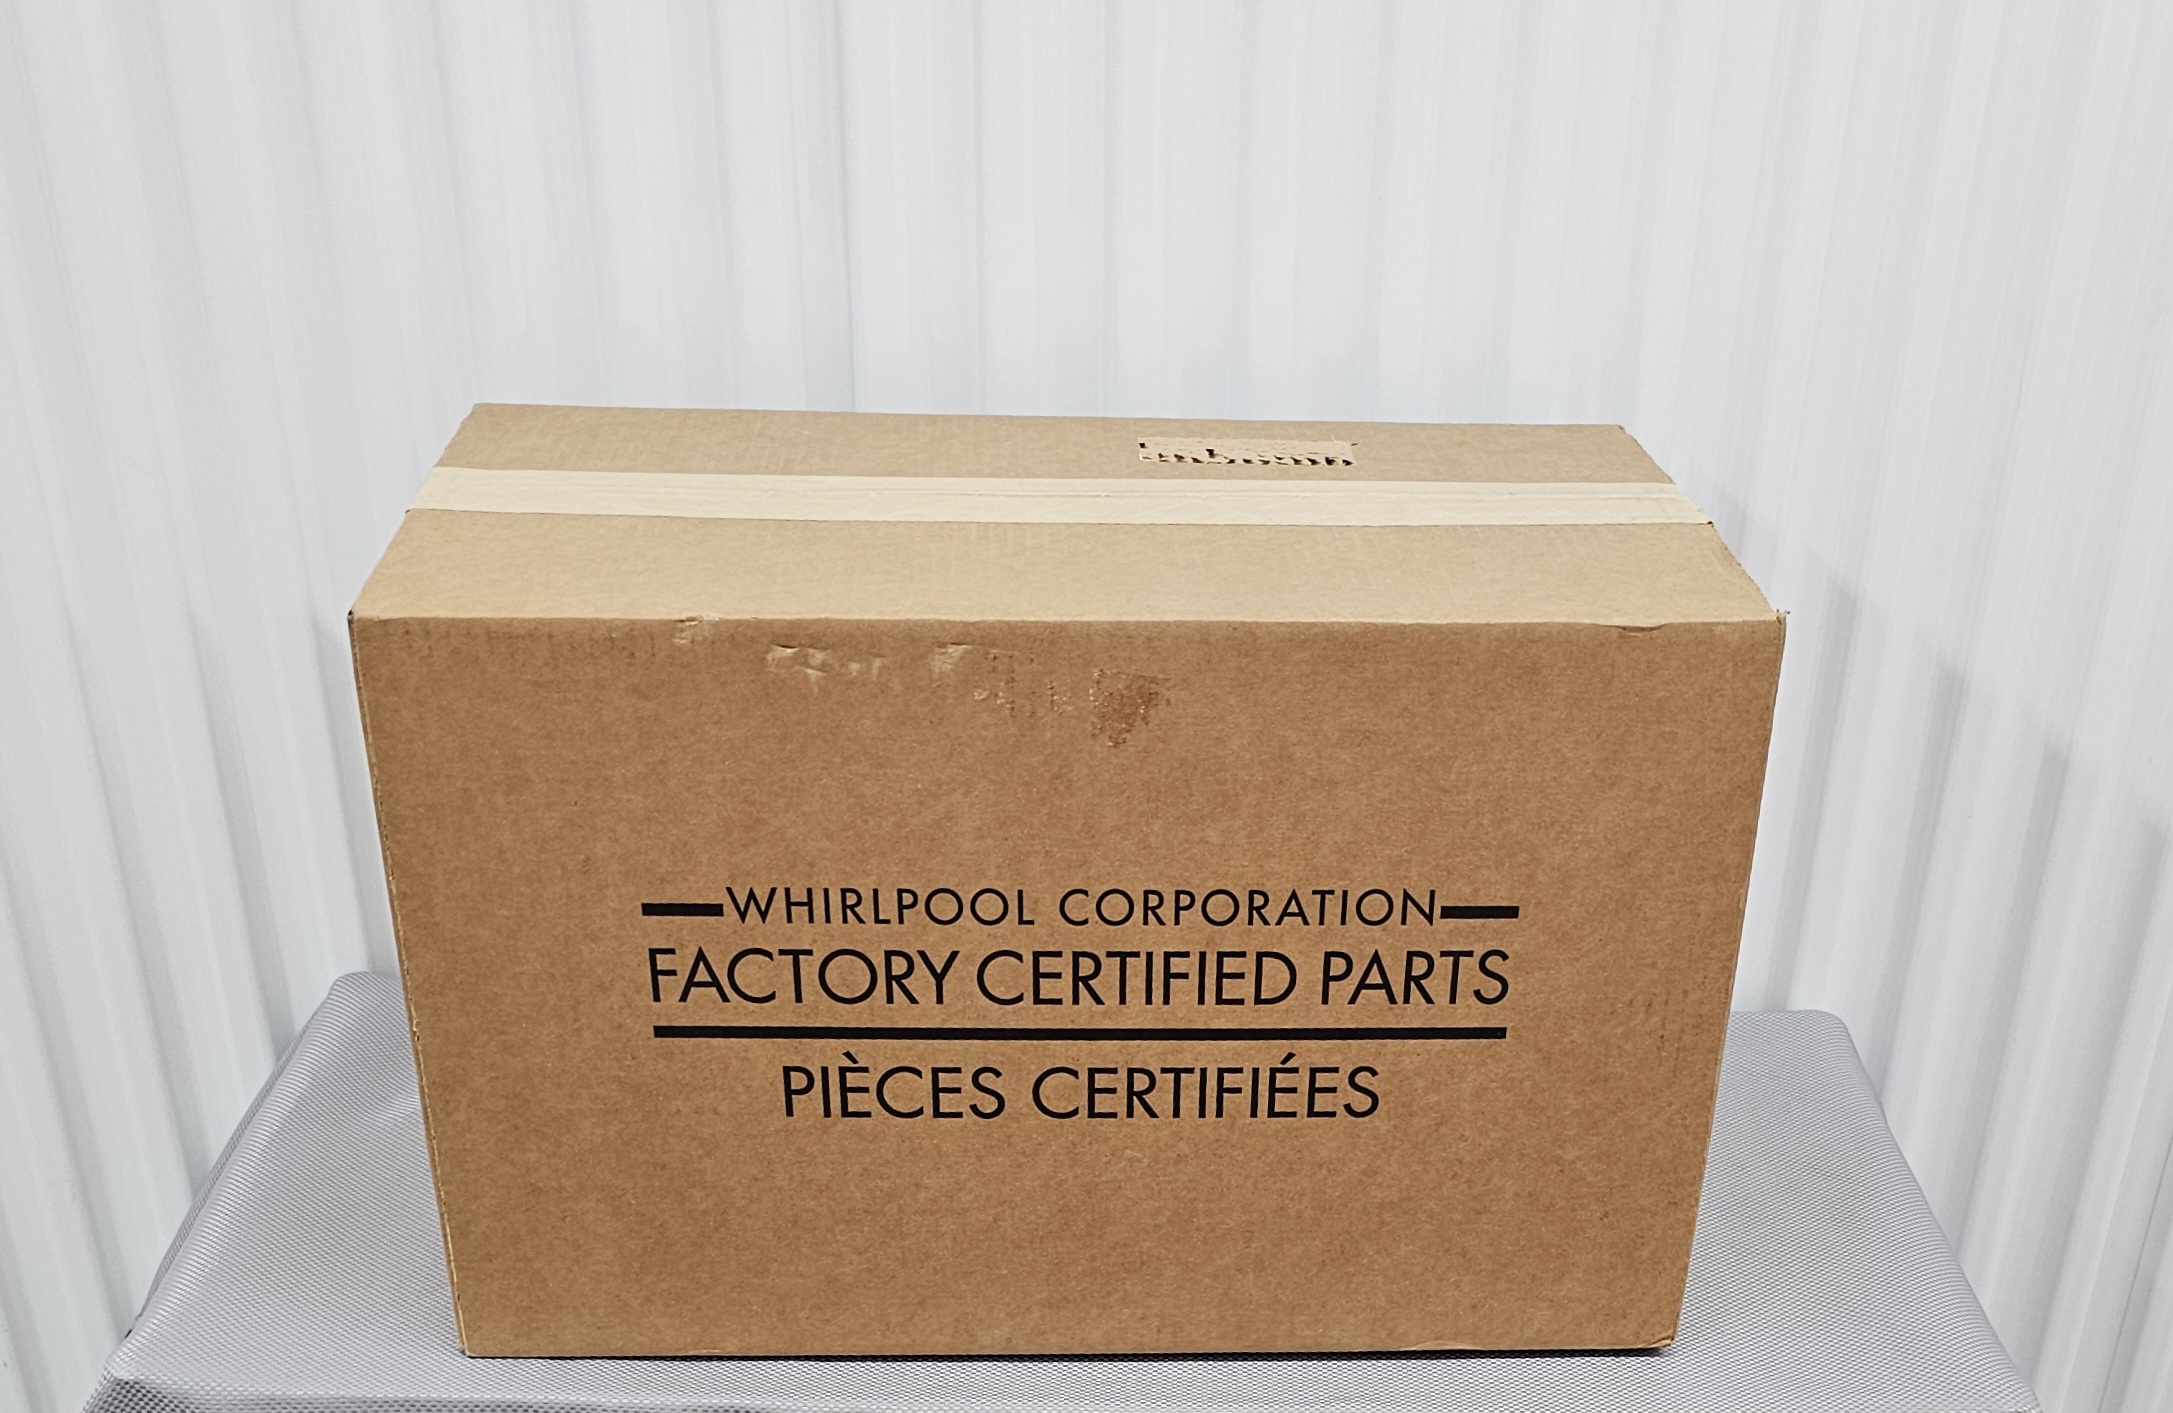 WHIRLPOOL CORPORATION
FACTORY CERTIFIED PARTS
PIÈCES CERTIFIÉES